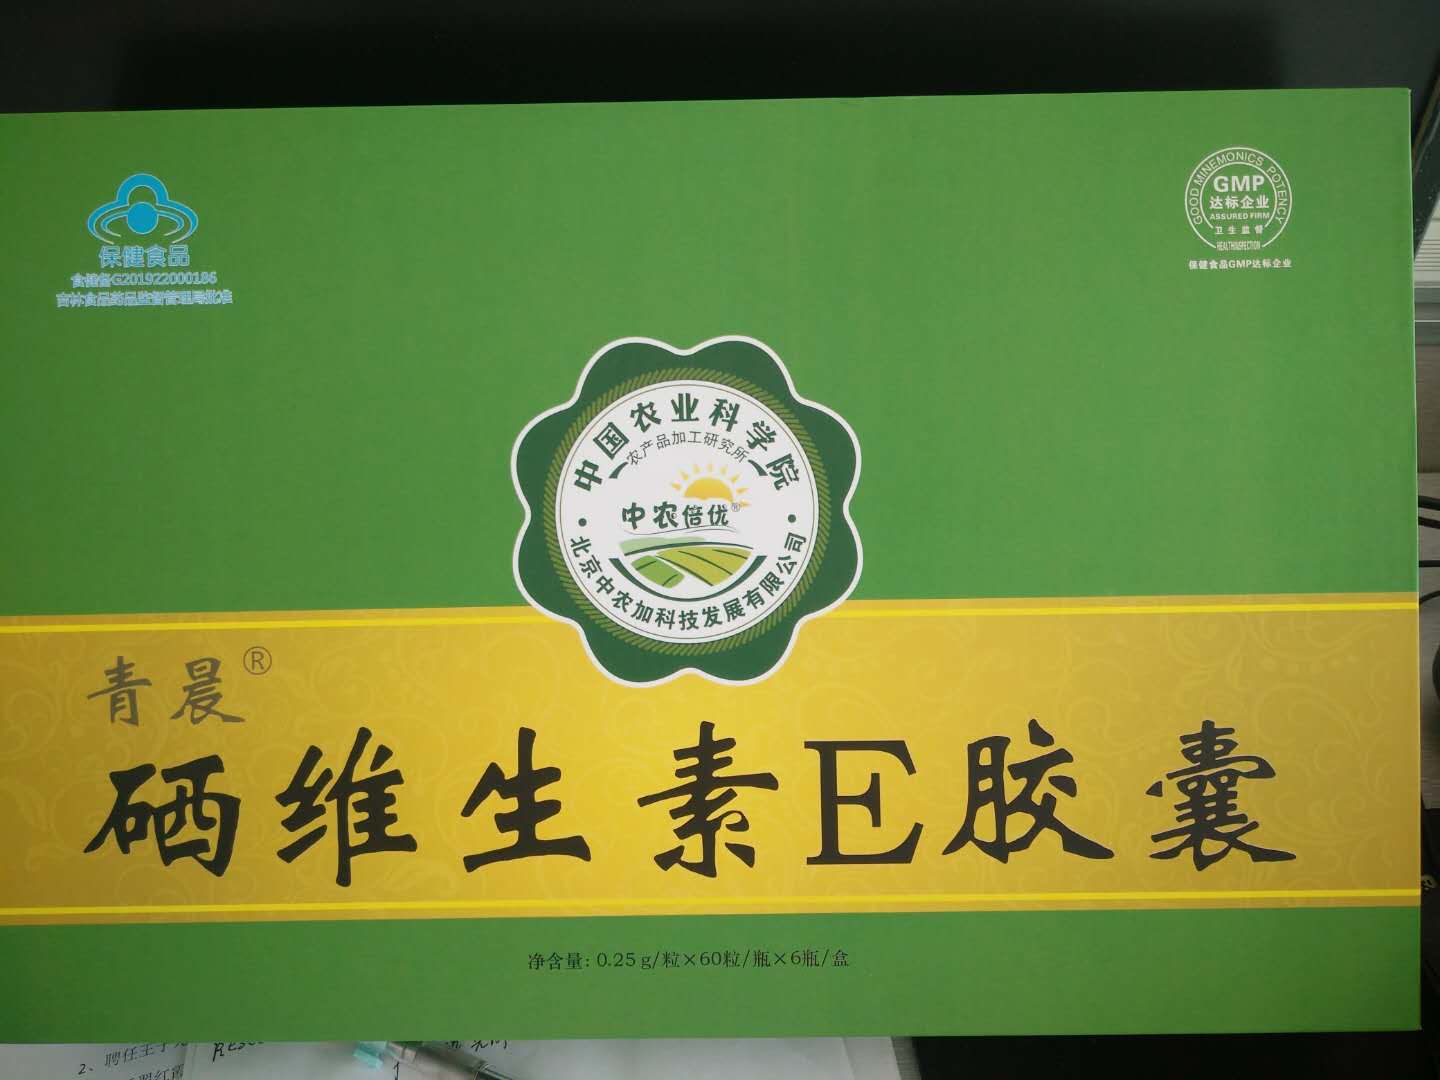 保健食品
食健备G201922000186
吉林食品药品监督管理局批准
GOOD MNEMONICS POTENCY
GMP
达标企业
ASSURED FIRM
卫生监督
HEALTHINSPECTION
保健食品GMP达标企业
中国农业科学院
农产品加工研究所
中农倍优®
北京中农加科技发展有限公司
青晨®
硒维生素E胶囊
净含量: 0.25 g/粒×60粒/瓶×6瓶/盒
2、聘任王